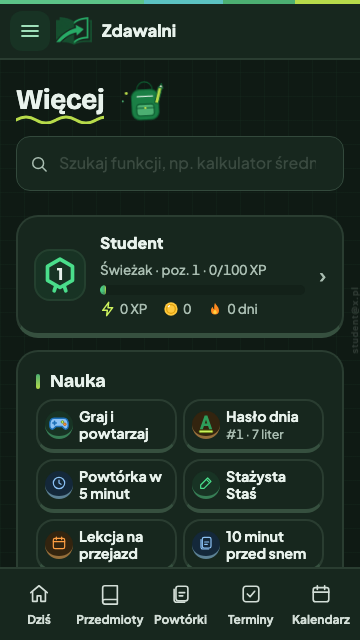 Zdawalni
Więcej
Szukaj funkcji, np. kalkulator średn
Student
1
Świeżak · poz. 1 · 0/100 XP
0 XP 0 0 dni
student@z.pl
Nauka
Graj i
powtarzaj
A
Hasło dnia
#1 · 7 liter
Powtórka w
5 minut
Stażysta
Staś
Lekcja na
przejazd
10 minut
przed snem
Dziś Przedmioty Powtórki Terminy Kalendarz